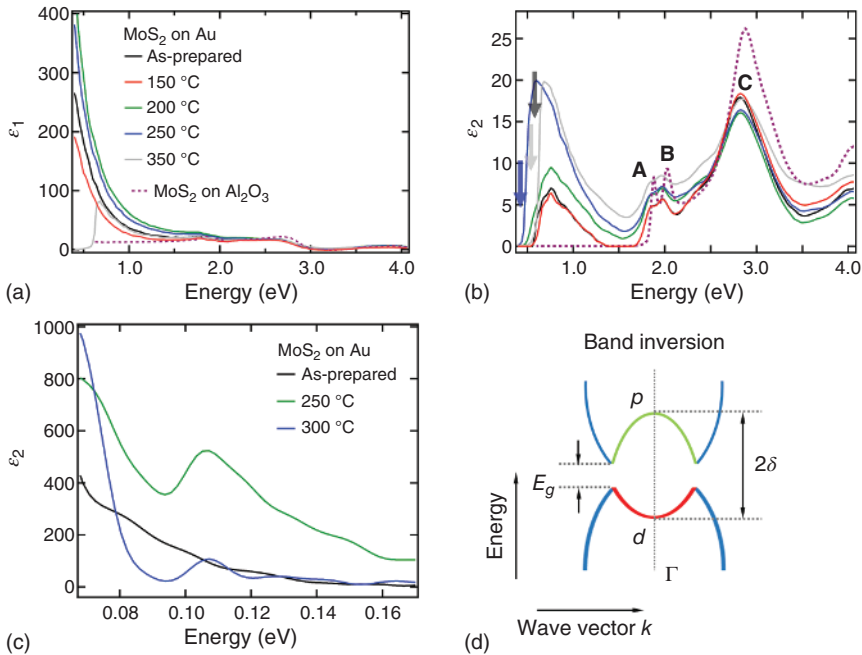 400
300
200
100
0
ε₁
MoS₂ on Au
As-prepared
150 °C
200 °C
250 °C
350 °C
MoS₂ on Al₂O₃
1.0 2.0 3.0 4.0
Energy (eV)
(a)
25
20
15
10
5
0
ε₂
A
B
C
1.0 2.0 3.0 4.0
Energy (eV)
(b)
1000
800
600
400
200
0
ε₂
MoS₂ on Au
As-prepared
250 °C
300 °C
0.08 0.10 0.12 0.14 0.16
Energy (eV)
(c)
Band inversion
p
2δ
E_g
d
Γ
Energy
Wave vector k
(d)